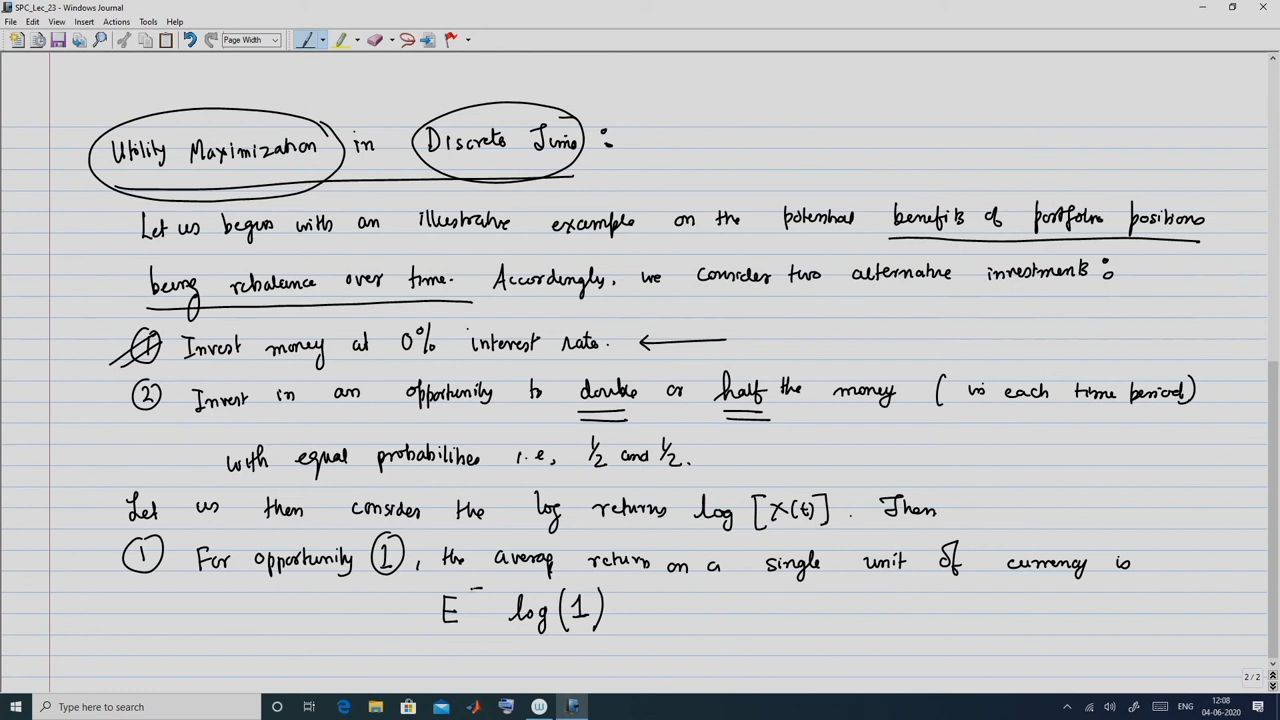 SPC_Lec_23 - Windows Journal
File Edit View Insert Actions Tools Help
Page Width
Utility Maximization in Discrete Time :
Let us begin with an illustrative example on the potential benefits of portfolio positions
being rebalance over time. Accordingly, we consider two alternative investments :
① Invest money at 0% interest rate. ←
② Invest in an opportunity to double or half the money ( in each time period)
with equal probabilities i.e., 1/2 and 1/2.
Let us then consider the log returns log [X(t)]. Then
① For opportunity ①, the average return on a single unit of currency is
E log(1)
2/2
Type here to search
ENG
12:08
04-06-2020